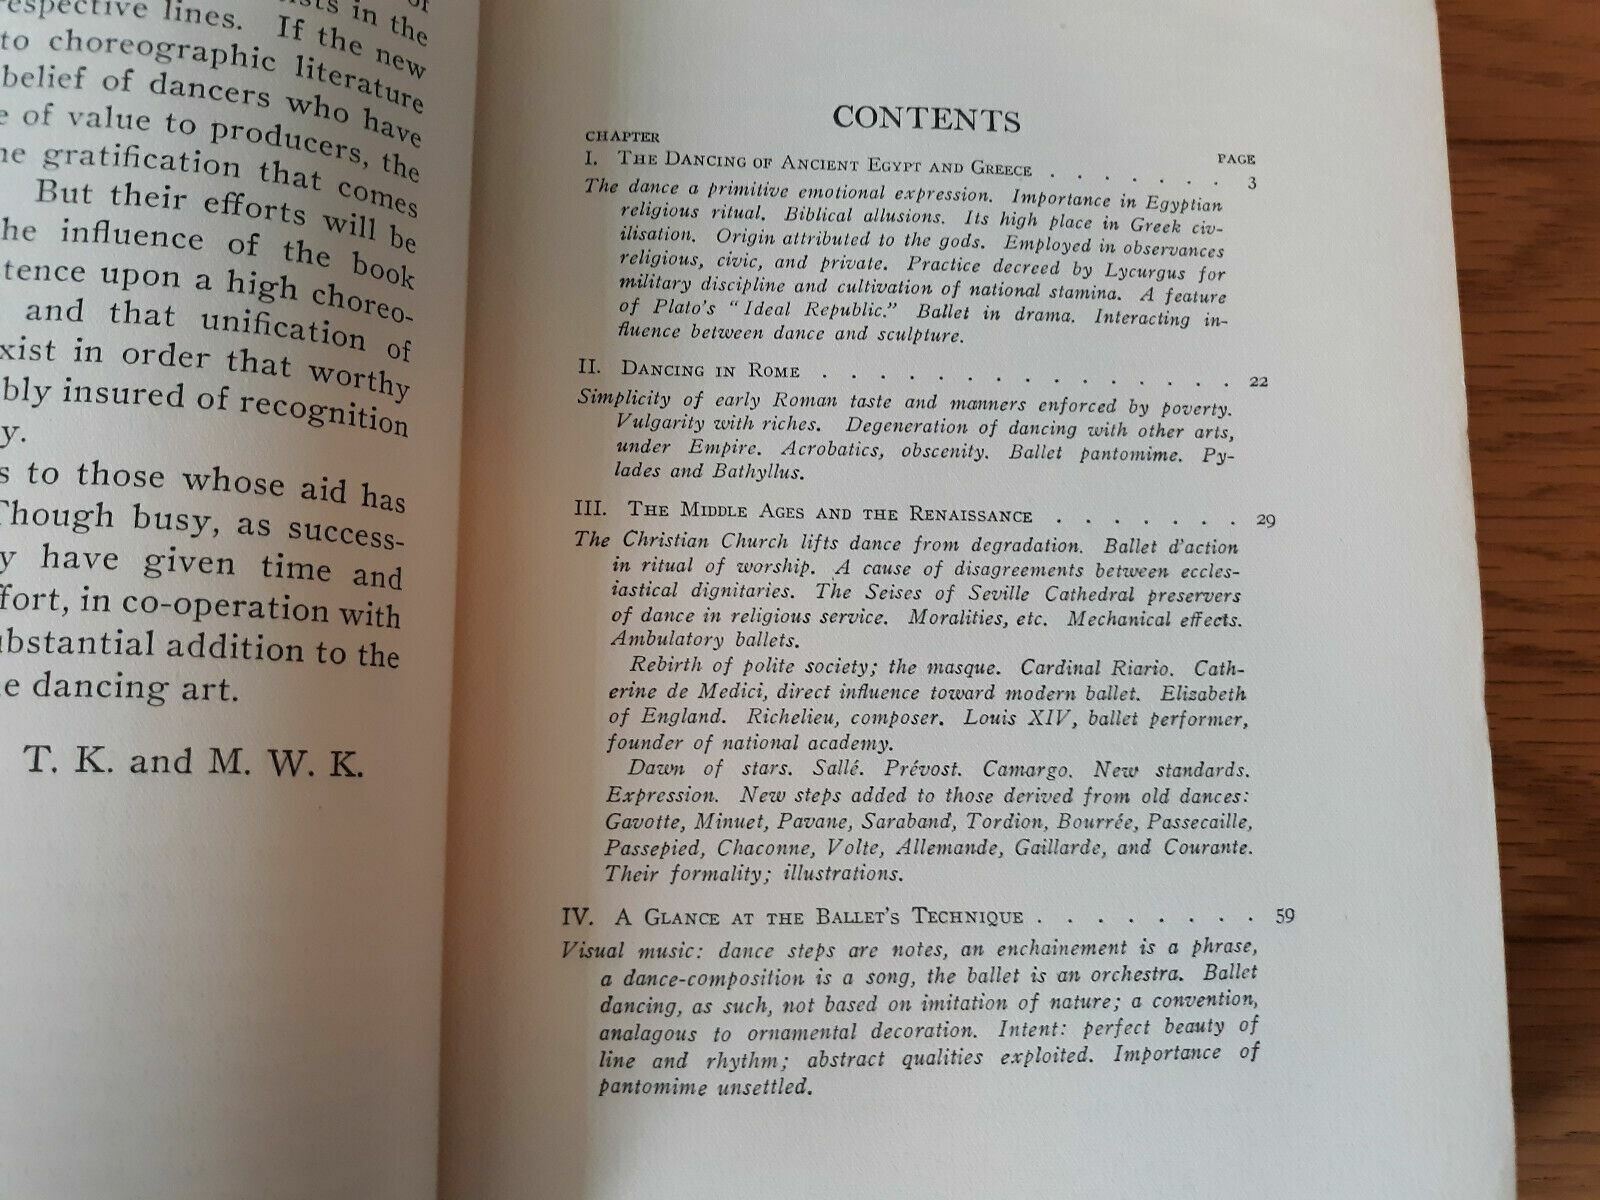 respective lines. If the new
to choreographic literature
belief of dancers who have
of value to producers, the
gratification that comes
But their efforts will be
the influence of the book
tence upon a high choreo-
and that unification of
xist in order that worthy
bly insured of recognition
y.
s to those whose aid has
Though busy, as success-
y have given time and
fort, in co-operation with
ubstantial addition to the
e dancing art.
T. K. and M. W. K.
CONTENTS
CHAPTER
PAGE
I. The Dancing of Ancient Egypt and Greece . . . . . . . 3
The dance a primitive emotional expression. Importance in Egyptian
religious ritual. Biblical allusions. Its high place in Greek civ-
ilisation. Origin attributed to the gods. Employed in observances
religious, civic, and private. Practice decreed by Lycurgus for
military discipline and cultivation of national stamina. A feature
of Plato's "Ideal Republic." Ballet in drama. Interacting in-
fluence between dance and sculpture.
II. Dancing in Rome . . . . . . . . . . . . . . . 22
Simplicity of early Roman taste and manners enforced by poverty.
Vulgarity with riches. Degeneration of dancing with other arts,
under Empire. Acrobatics, obscenity. Ballet pantomime. Py-
lades and Bathyllus.
III. The Middle Ages and the Renaissance . . . . . . . 29
The Christian Church lifts dance from degradation. Ballet d'action
in ritual of worship. A cause of disagreements between eccles-
iastical dignitaries. The Seises of Seville Cathedral preservers
of dance in religious service. Moralities, etc. Mechanical effects.
Ambulatory ballets.
Rebirth of polite society; the masque. Cardinal Riario. Cath-
erine de Medici, direct influence toward modern ballet. Elizabeth
of England. Richelieu, composer. Louis XIV, ballet performer,
founder of national academy.
Dawn of stars. Sallé. Prévost. Camargo. New standards.
Expression. New steps added to those derived from old dances:
Gavotte, Minuet, Pavane, Saraband, Tordion, Bourrée, Passecaille,
Passepied, Chaconne, Volte, Allemande, Gaillarde, and Courante.
Their formality; illustrations.
IV. A Glance at the Ballet's Technique . . . . . . . . 59
Visual music: dance steps are notes, an enchainement is a phrase,
a dance-composition is a song, the ballet is an orchestra. Ballet
dancing, as such, not based on imitation of nature; a convention,
analagous to ornamental decoration. Intent: perfect beauty of
line and rhythm; abstract qualities exploited. Importance of
pantomime unsettled.